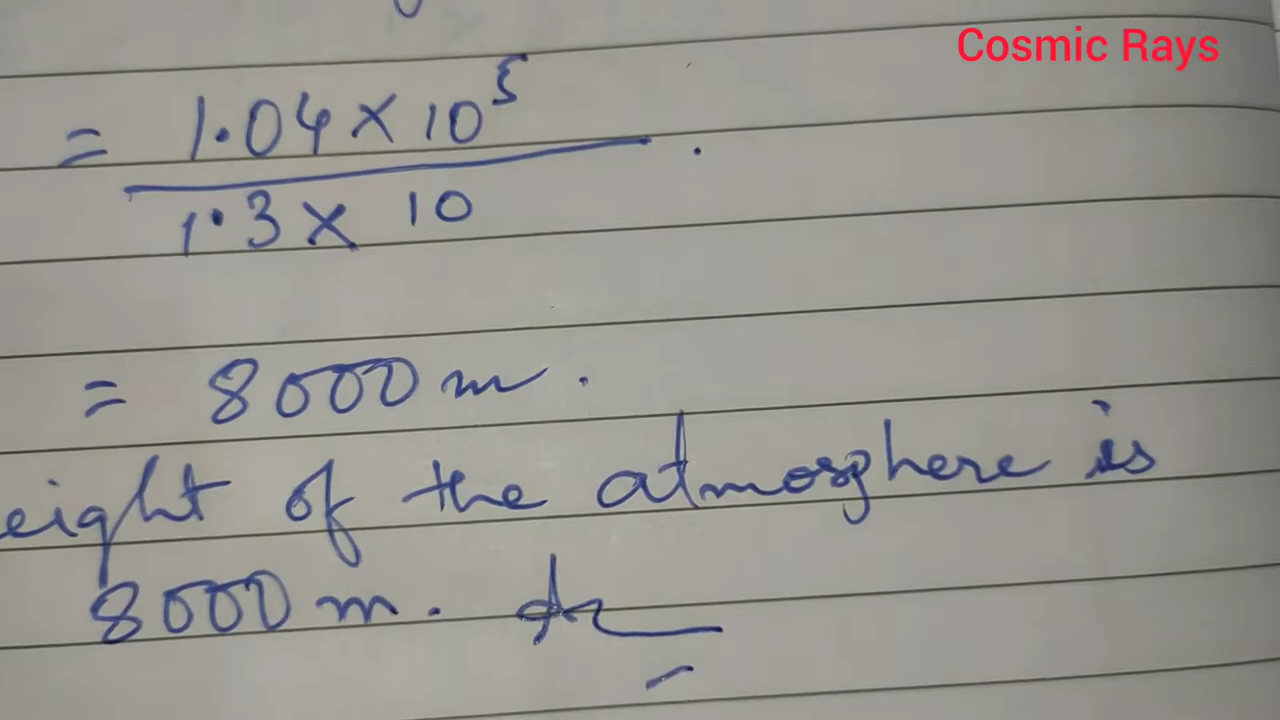 Cosmic Rays
= 1.04 × 10⁵
1.3 × 10
= 8000 m.
eight of the atmosphere is
8000 m.